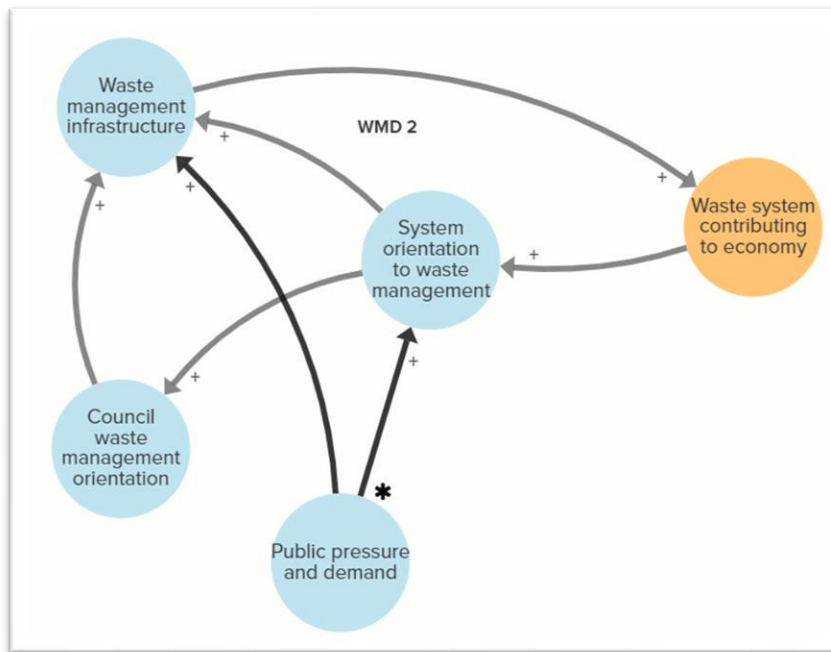 Waste
management
infrastructure
WMD 2
+
+
+
+
Waste system
contributing
to economy
System
orientation
to waste
management
+
+
+
Council
waste
management
orientation
*
Public pressure
and demand